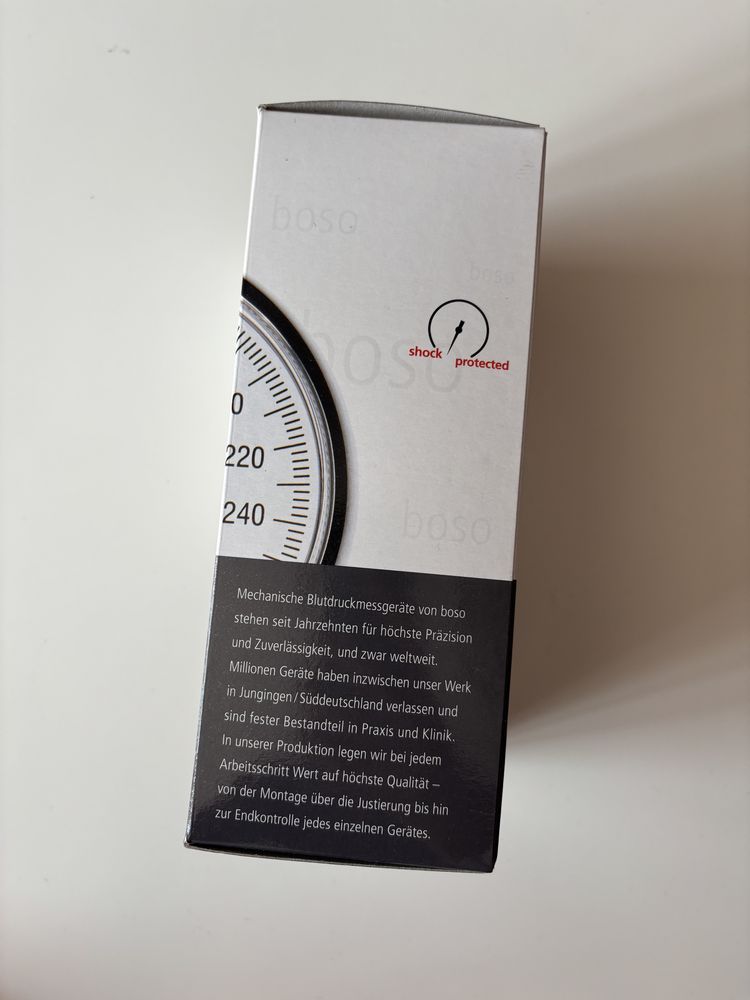 boso
boso
boso
shock
protected
0
220
240
boso
Mechanische Blutdruckmessgeräte von boso
stehen seit Jahrzehnten für höchste Präzision
und Zuverlässigkeit, und zwar weltweit.
Millionen Geräte haben inzwischen unser Werk
in Jungingen / Süddeutschland verlassen und
sind fester Bestandteil in Praxis und Klinik.
In unserer Produktion legen wir bei jedem
Arbeitsschritt Wert auf höchste Qualität –
von der Montage über die Justierung bis hin
zur Endkontrolle jedes einzelnen Gerätes.